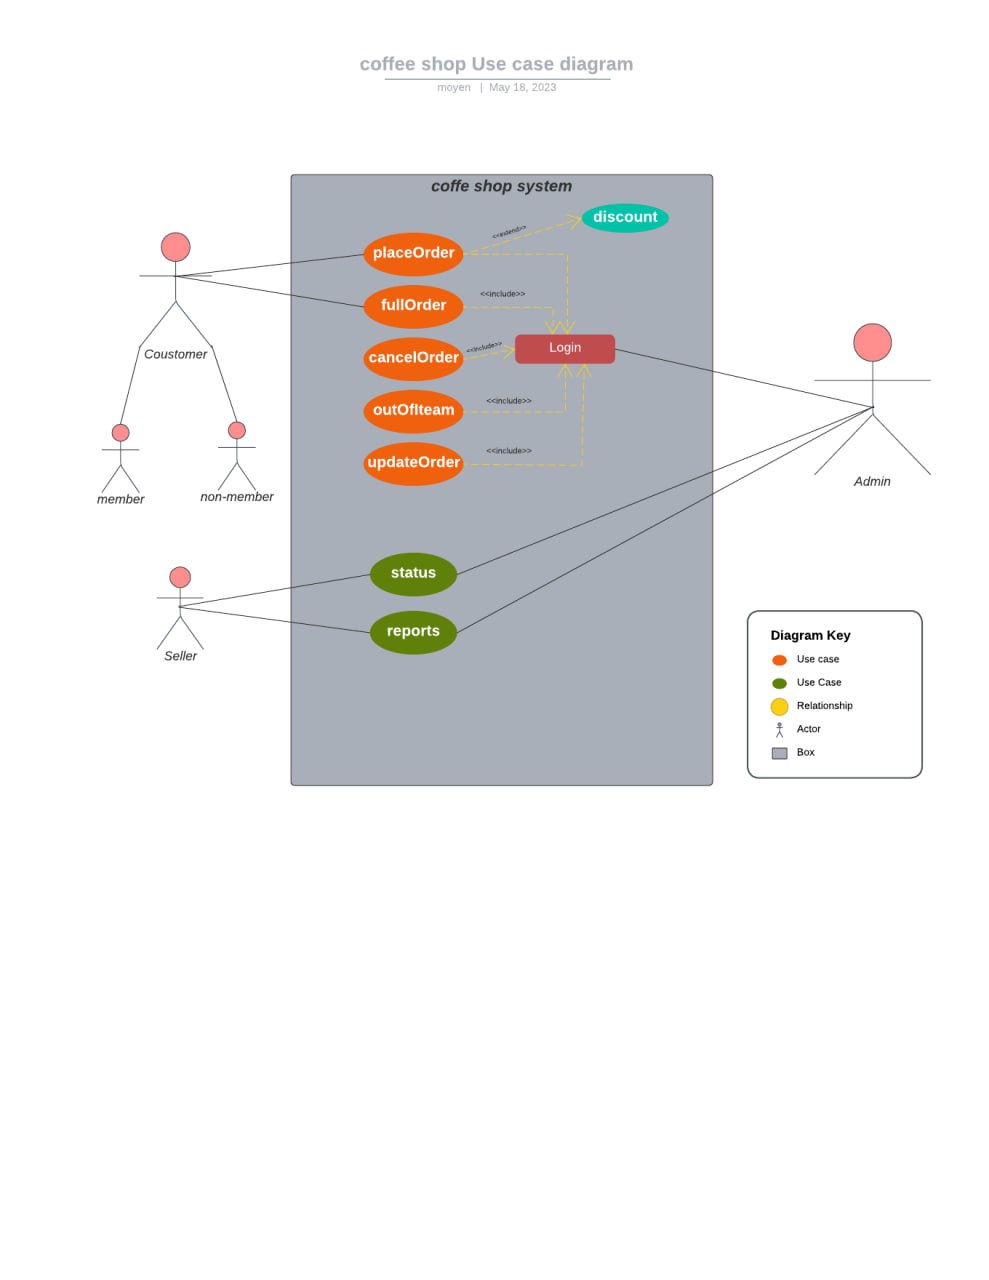 coffee shop Use case diagram
moyen | May 18, 2023
coffe shop system
discount
<<extend>>
placeOrder
<<include>>
fullOrder
Login
<<include>>
cancelOrder
Coustomer
<<include>>
outOfIteam
<<include>>
updateOrder
member
non-member
Admin
status
reports
Seller
Diagram Key
Use case
Use Case
Relationship
Actor
Box